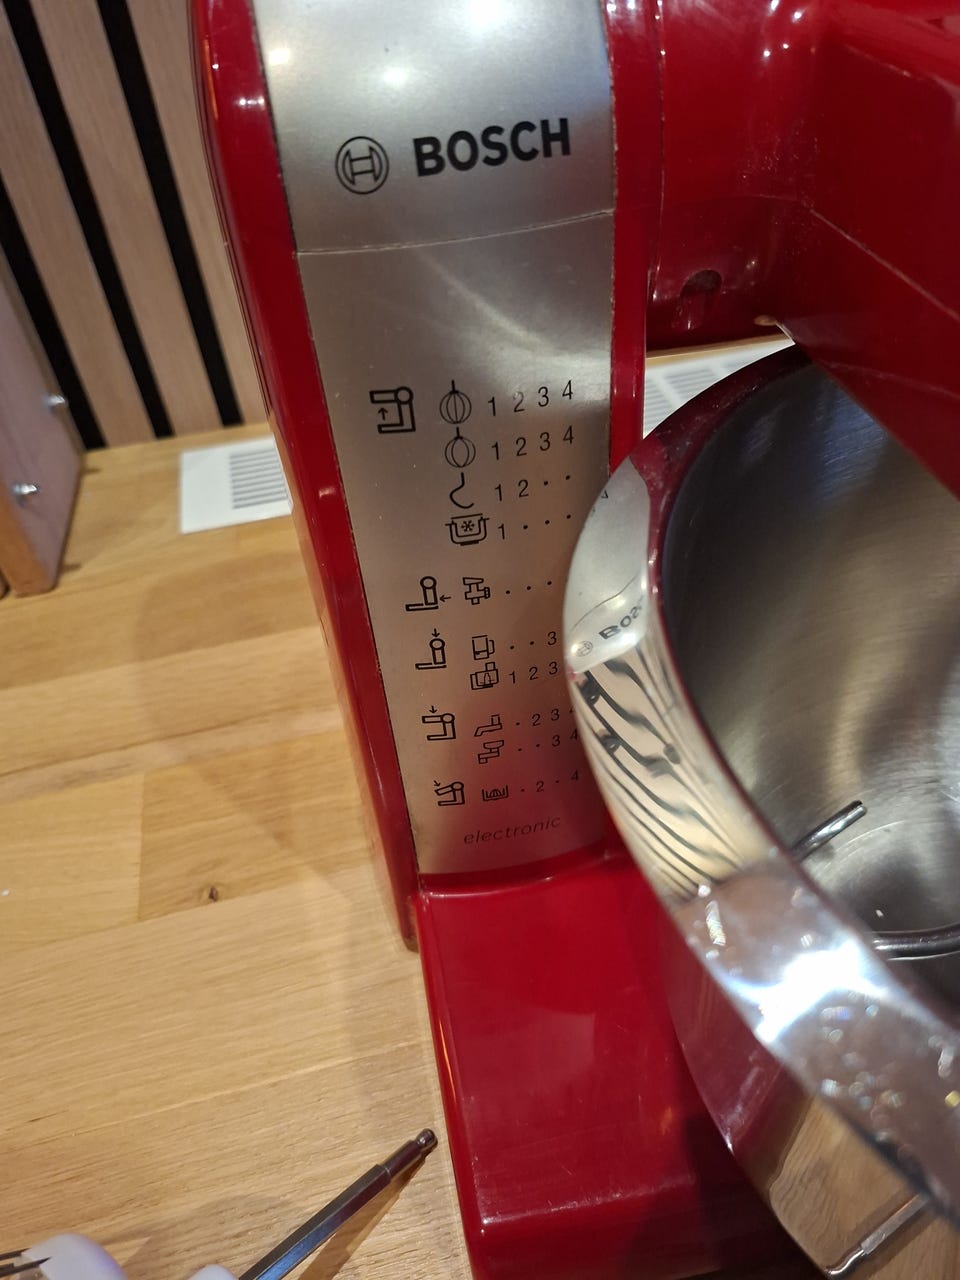 BOSCH
1 2 3 4
1 2 3 4
1 2 · ·
1 · · ·
· · ·
· · 3
1 2 3
· 2 3
· · 3 4
· 2 · 4
electronic
BOS